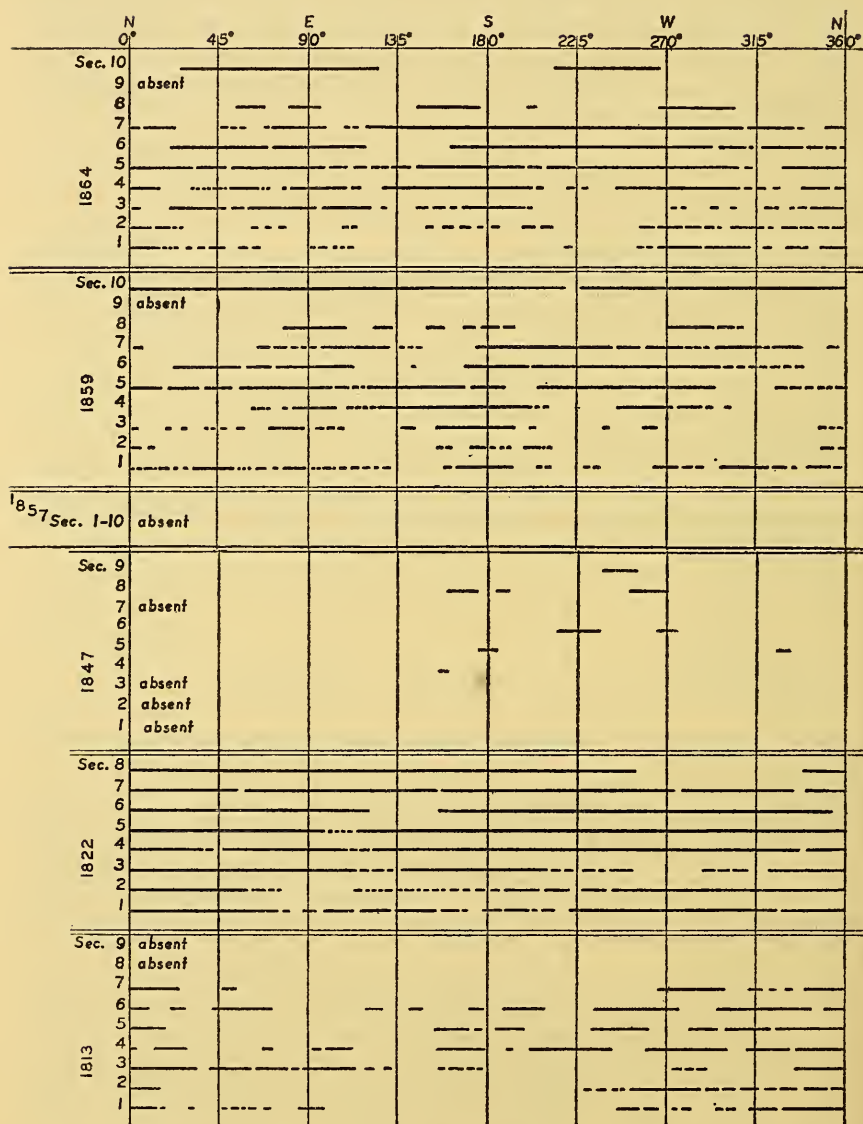 N E S W N
0° 45° 90° 135° 180° 225° 270° 315° 360°
1864
Sec. 10
9 absent
8
7
6
5
4
3
2
1
1859
Sec. 10
9 absent
8
7
6
5
4
3
2
1
1857 Sec. 1-10 absent
1847
Sec. 9
8
7 absent
6
5
4
3 absent
2 absent
1 absent
1822
Sec. 8
7
6
5
4
3
2
1
1813
Sec. 9 absent
8 absent
7
6
5
4
3
2
1